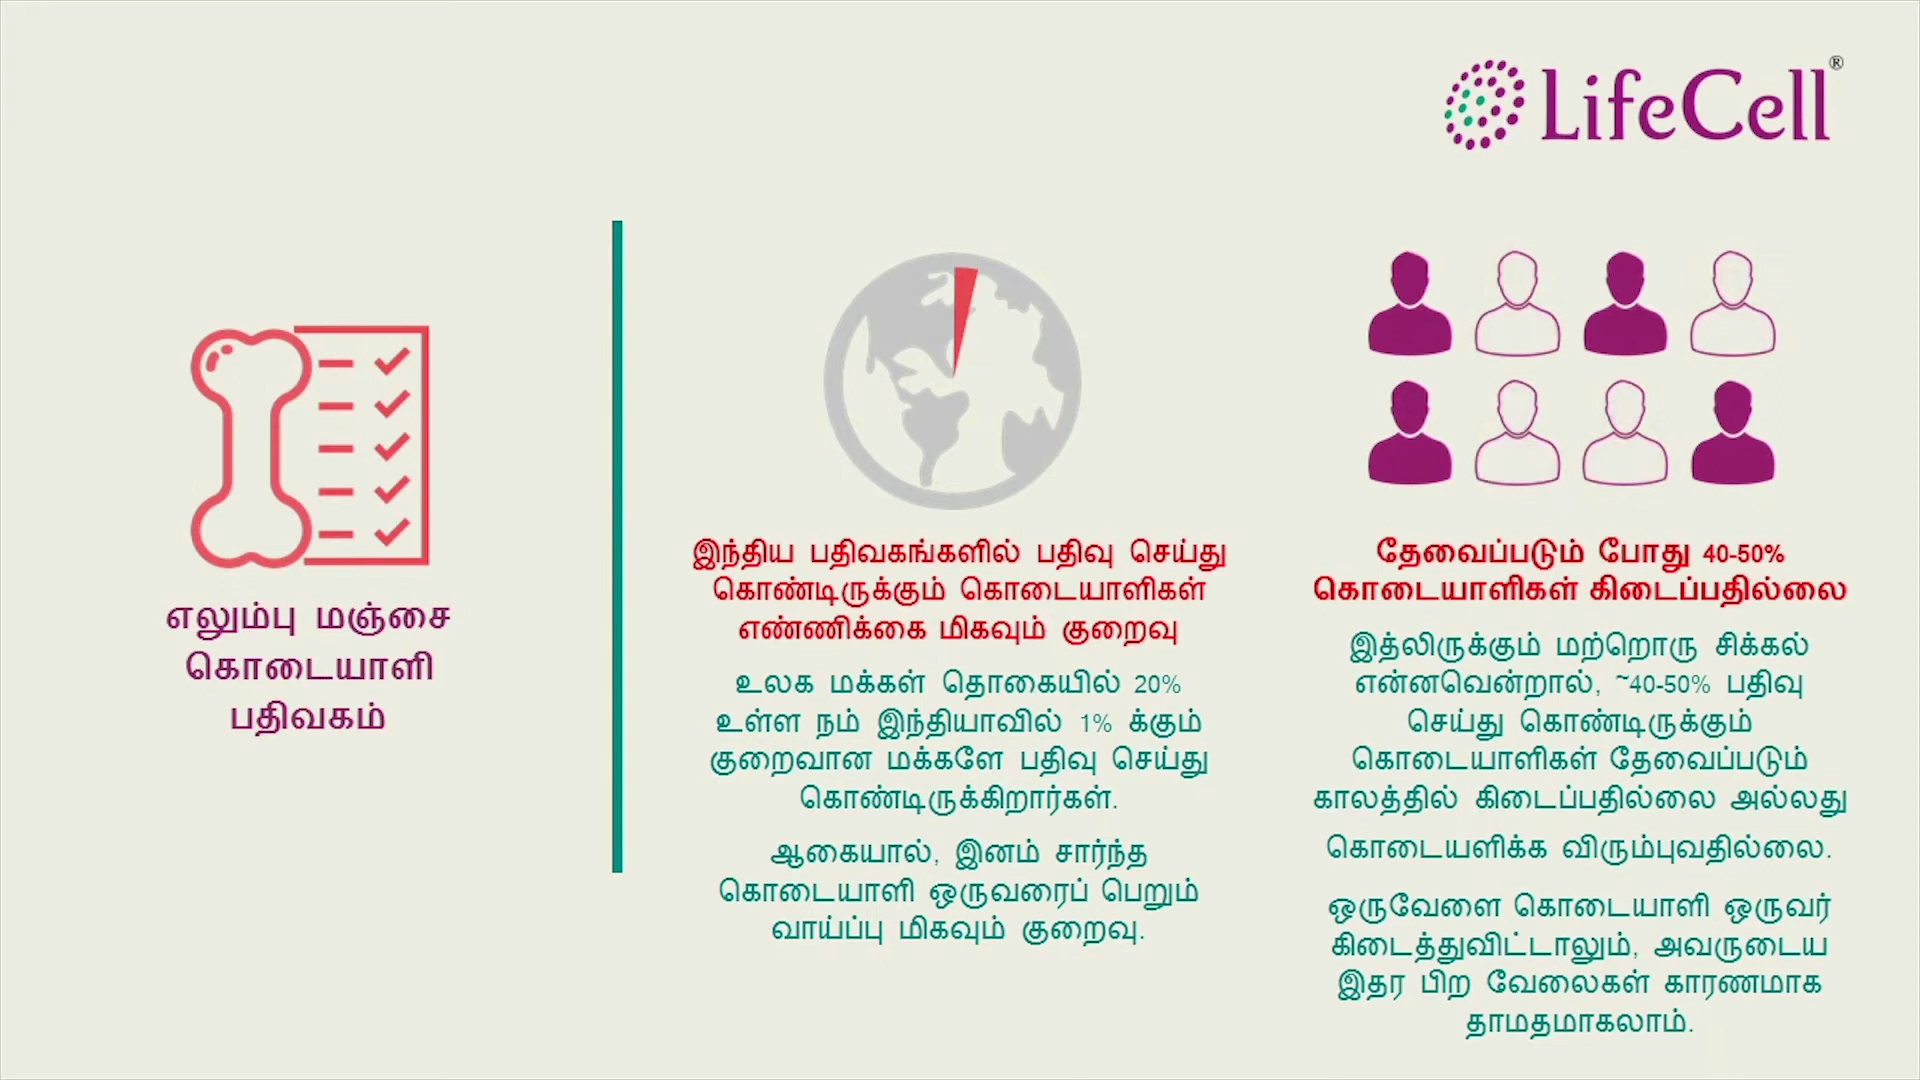 LifeCell®
எலும்பு மஞ்சை
கொடையாளி
பதிவகம்
இந்திய பதிவகங்களில் பதிவு செய்து
கொண்டிருக்கும் கொடையாளிகள்
எண்ணிக்கை மிகவும் குறைவு
உலக மக்கள் தொகையில் 20%
உள்ள நம் இந்தியாவில் 1% க்கும்
குறைவான மக்களே பதிவு செய்து
கொண்டிருக்கிறார்கள்.
ஆகையால், இனம் சார்ந்த
கொடையாளி ஒருவரைப் பெறும்
வாய்ப்பு மிகவும் குறைவு.
தேவைப்படும் போது 40-50%
கொடையாளிகள் கிடைப்பதில்லை
இத்லிருக்கும் மற்றொரு சிக்கல்
என்னவென்றால், ~40-50% பதிவு
செய்து கொண்டிருக்கும்
கொடையாளிகள் தேவைப்படும்
காலத்தில் கிடைப்பதில்லை அல்லது
கொடையளிக்க விரும்புவதில்லை.
ஒருவேளை கொடையாளி ஒருவர்
கிடைத்துவிட்டாலும், அவருடைய
இதர பிற வேலைகள் காரணமாக
தாமதமாகலாம்.